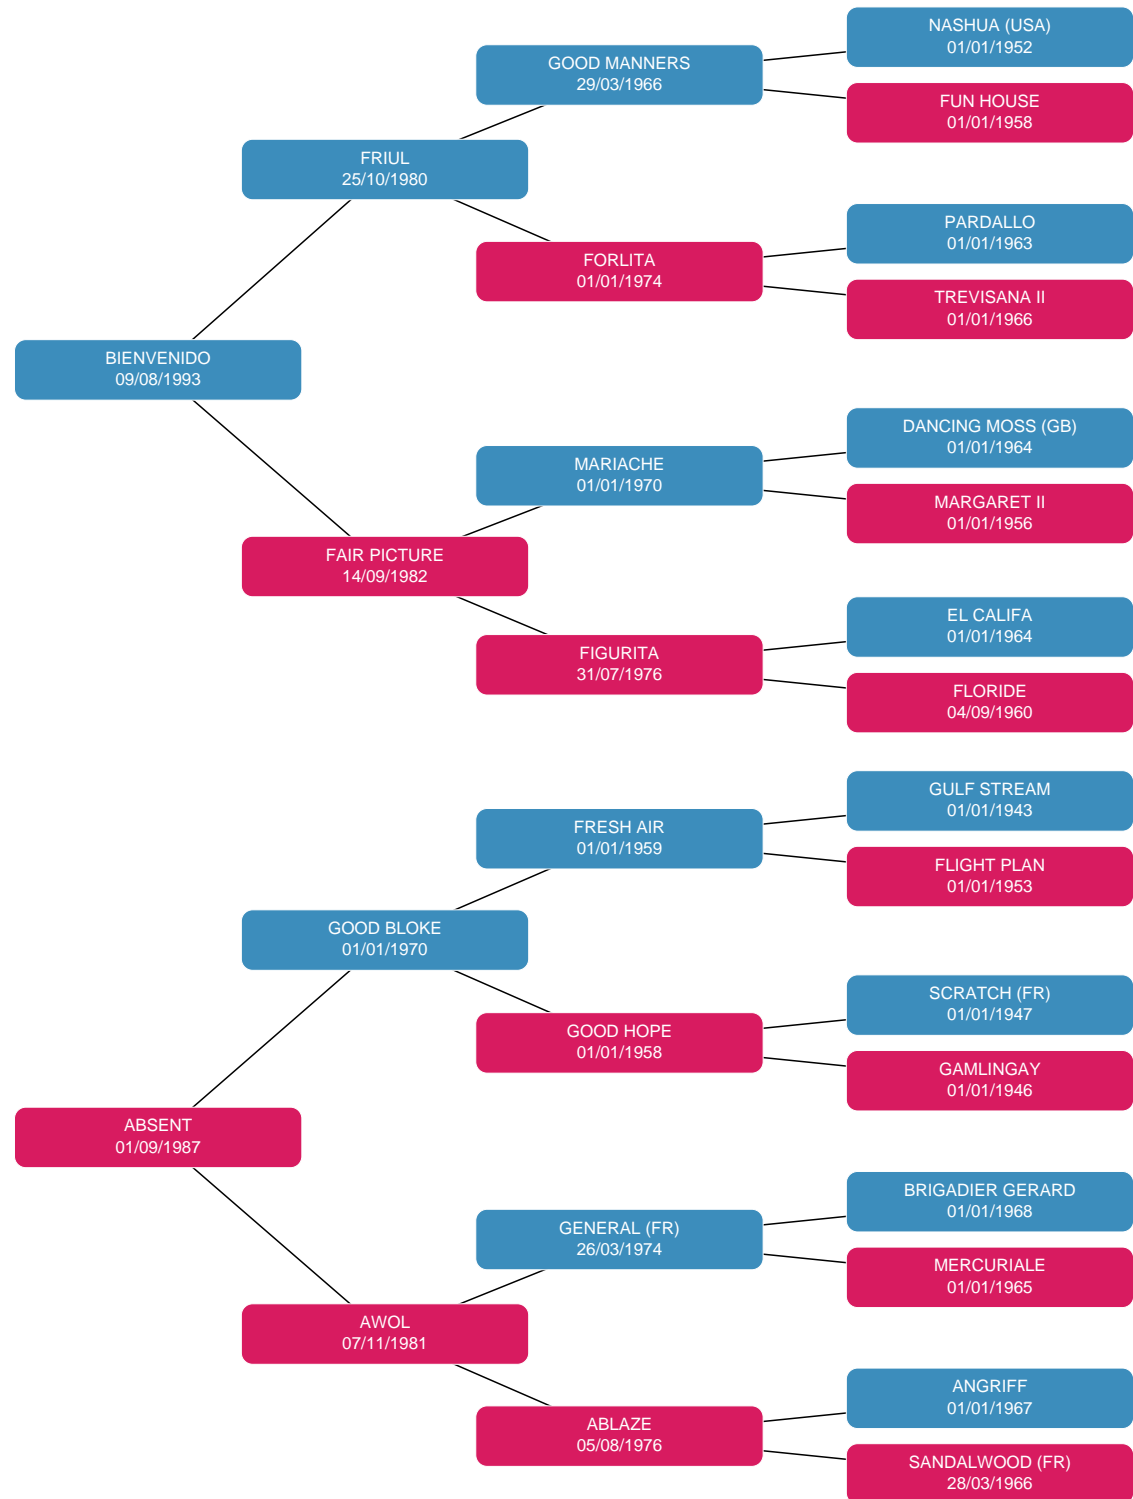 NASHUA (USA)
01/01/1952
GOOD MANNERS
29/03/1966
FUN HOUSE
01/01/1958
FRIUL
25/10/1980
PARDALLO
01/01/1963
FORLITA
01/01/1974
TREVISANA II
01/01/1966
BIENVENIDO
09/08/1993
DANCING MOSS (GB)
01/01/1964
MARIACHE
01/01/1970
MARGARET II
01/01/1956
FAIR PICTURE
14/09/1982
EL CALIFA
01/01/1964
FIGURITA
31/07/1976
FLORIDE
04/09/1960
GULF STREAM
01/01/1943
FRESH AIR
01/01/1959
FLIGHT PLAN
01/01/1953
GOOD BLOKE
01/01/1970
SCRATCH (FR)
01/01/1947
GOOD HOPE
01/01/1958
GAMLINGAY
01/01/1946
ABSENT
01/09/1987
BRIGADIER GERARD
01/01/1968
GENERAL (FR)
26/03/1974
MERCURIALE
01/01/1965
AWOL
07/11/1981
ANGRIFF
01/01/1967
ABLAZE
05/08/1976
SANDALWOOD (FR)
28/03/1966